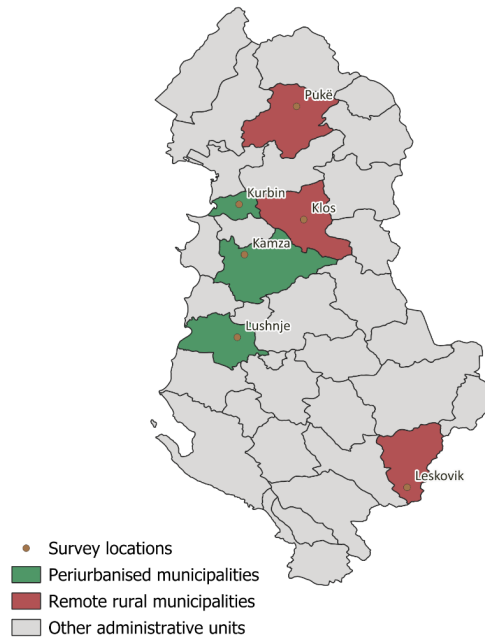 Pukë
Kurbin
Klos
Kamza
Lushnje
Leskovik
Survey locations
Periurbanised municipalities
Remote rural municipalities
Other administrative units